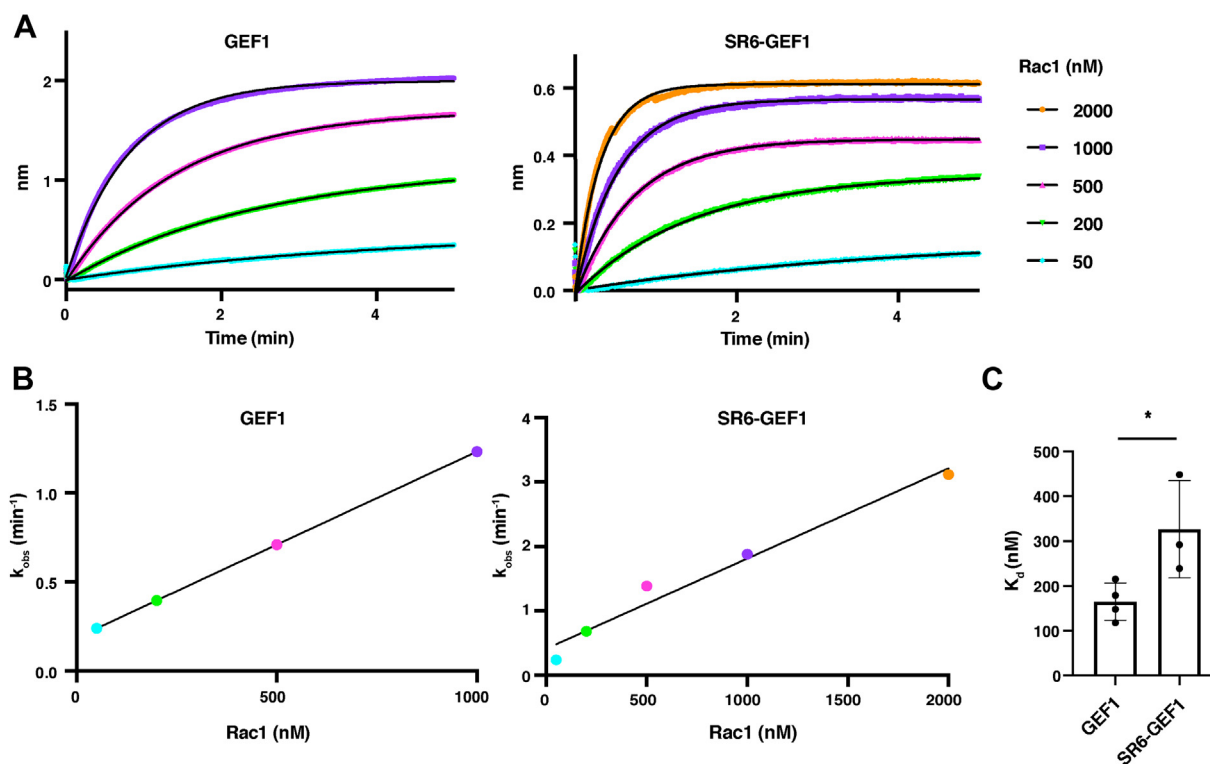 A
GEF1
SR6-GEF1
Rac1 (nM)
2000
1000
500
200
50
nm
2
1
0
0
2
4
Time (min)
nm
0.6
0.4
0.2
0.0
2
4
Time (min)
B
GEF1
kobs (min-1)
1.5
1.0
0.5
0.0
0
500
1000
Rac1 (nM)
SR6-GEF1
kobs (min-1)
4
3
2
1
0
0
500
1000
1500
2000
Rac1 (nM)
C
*
Kd (nM)
500
400
300
200
100
0
GEF1
SR6-GEF1